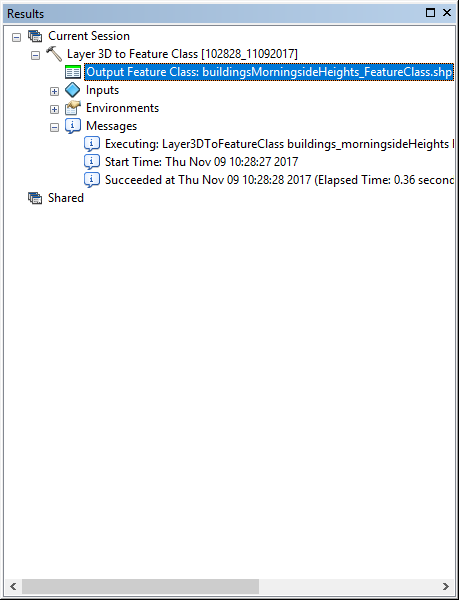 Results
Current Session
Layer 3D to Feature Class [102828_11092017]
Output Feature Class: buildingsMorningsideHeights_FeatureClass.shp
Inputs
Environments
Messages
Executing: Layer3DToFeatureClass buildings_morningsideHeights
Start Time: Thu Nov 09 10:28:27 2017
Succeeded at Thu Nov 09 10:28:28 2017 (Elapsed Time: 0.36 second
Shared